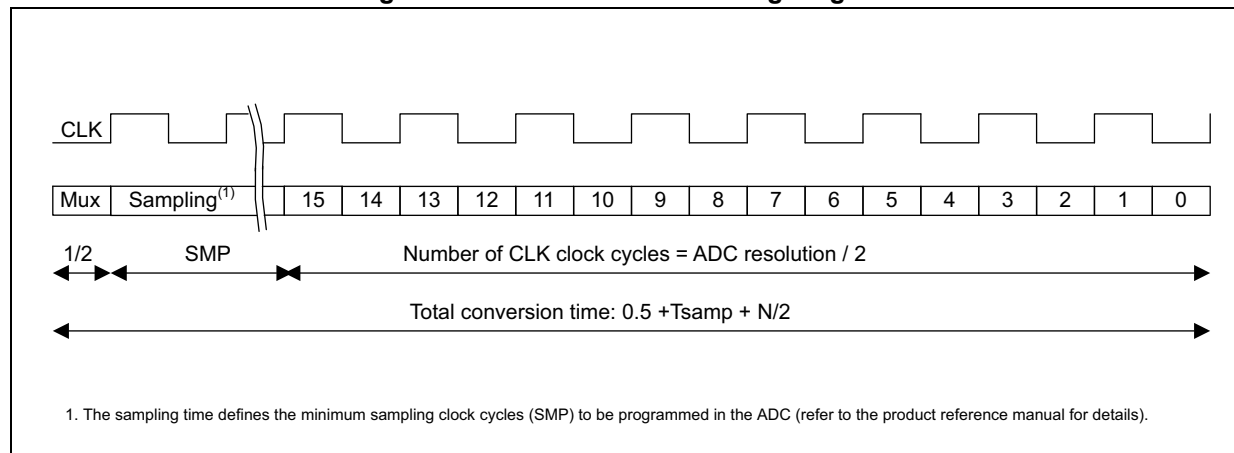 CLK
Mux Sampling(1) 15 14 13 12 11 10 9 8 7 6 5 4 3 2 1 0
1/2 SMP Number of CLK clock cycles = ADC resolution / 2
Total conversion time: 0.5 +Tsamp + N/2
1. The sampling time defines the minimum sampling clock cycles (SMP) to be programmed in the ADC (refer to the product reference manual for details).